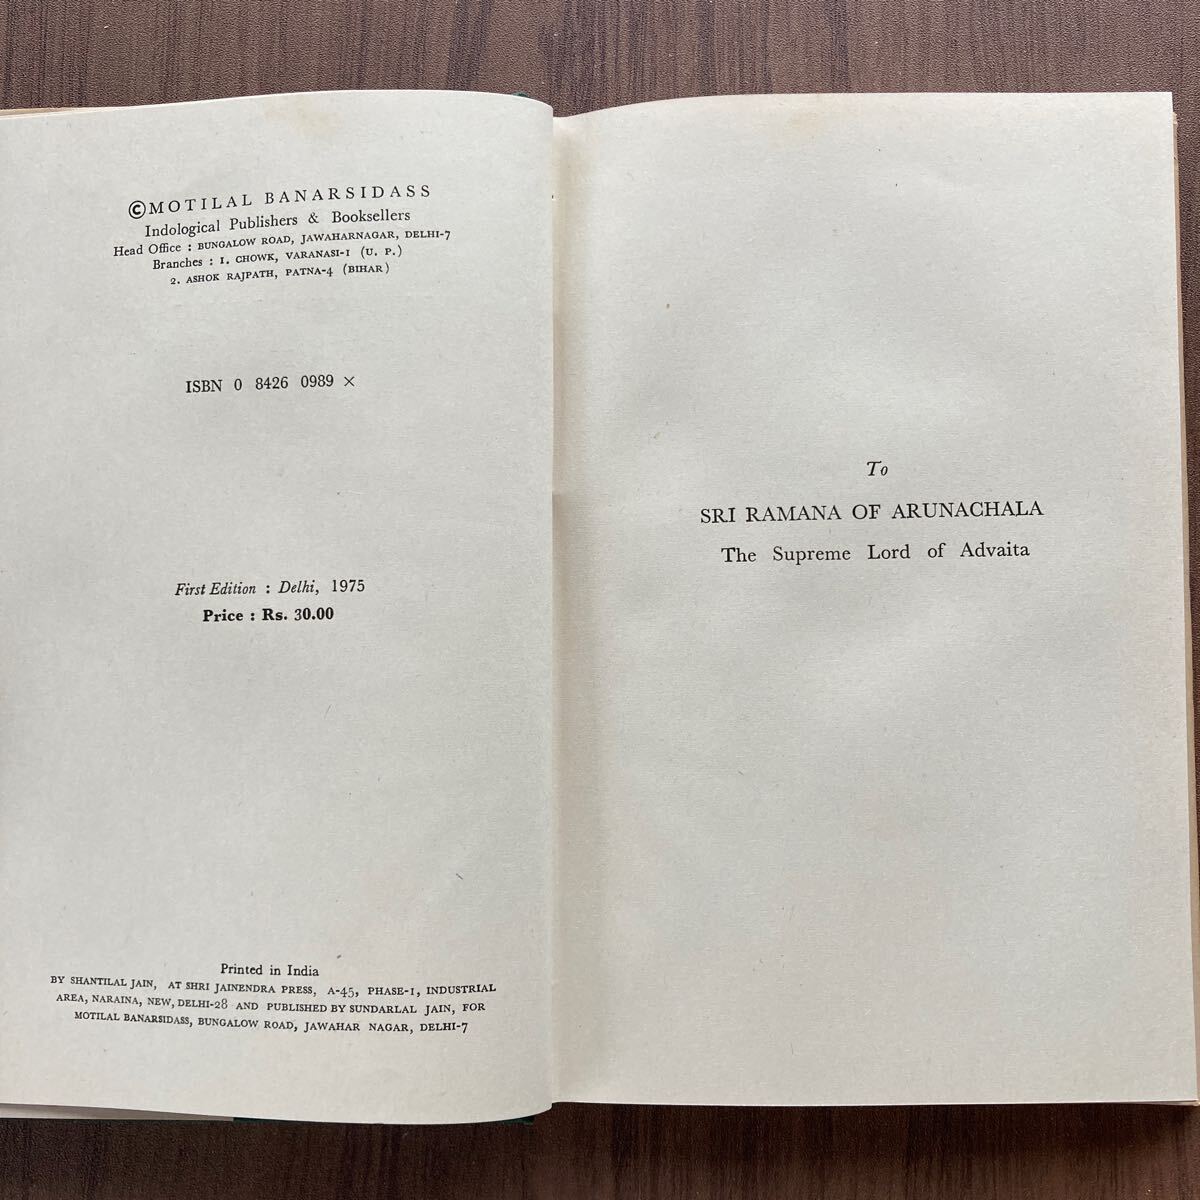 ©MOTILAL BANARSIDASS
Indological Publishers & Booksellers
Head Office : BUNGALOW ROAD, JAWAHARNAGAR, DELHI-7
Branches : 1. CHOWK, VARANASI-1 (U. P.)
2. ASHOK RAJPATH, PATNA-4 (BIHAR)
ISBN 0 8426 0989 ×
First Edition : Delhi, 1975
Price : Rs. 30.00
Printed in India
BY SHANTILAL JAIN, AT SHRI JAINENDRA PRESS, A-45, PHASE-1, INDUSTRIAL
AREA, NARAINA, NEW, DELHI-28 AND PUBLISHED BY SUNDARLAL JAIN, FOR
MOTILAL BANARSIDASS, BUNGALOW ROAD, JAWAHAR NAGAR, DELHI-7
To
SRI RAMANA OF ARUNACHALA
The Supreme Lord of Advaita